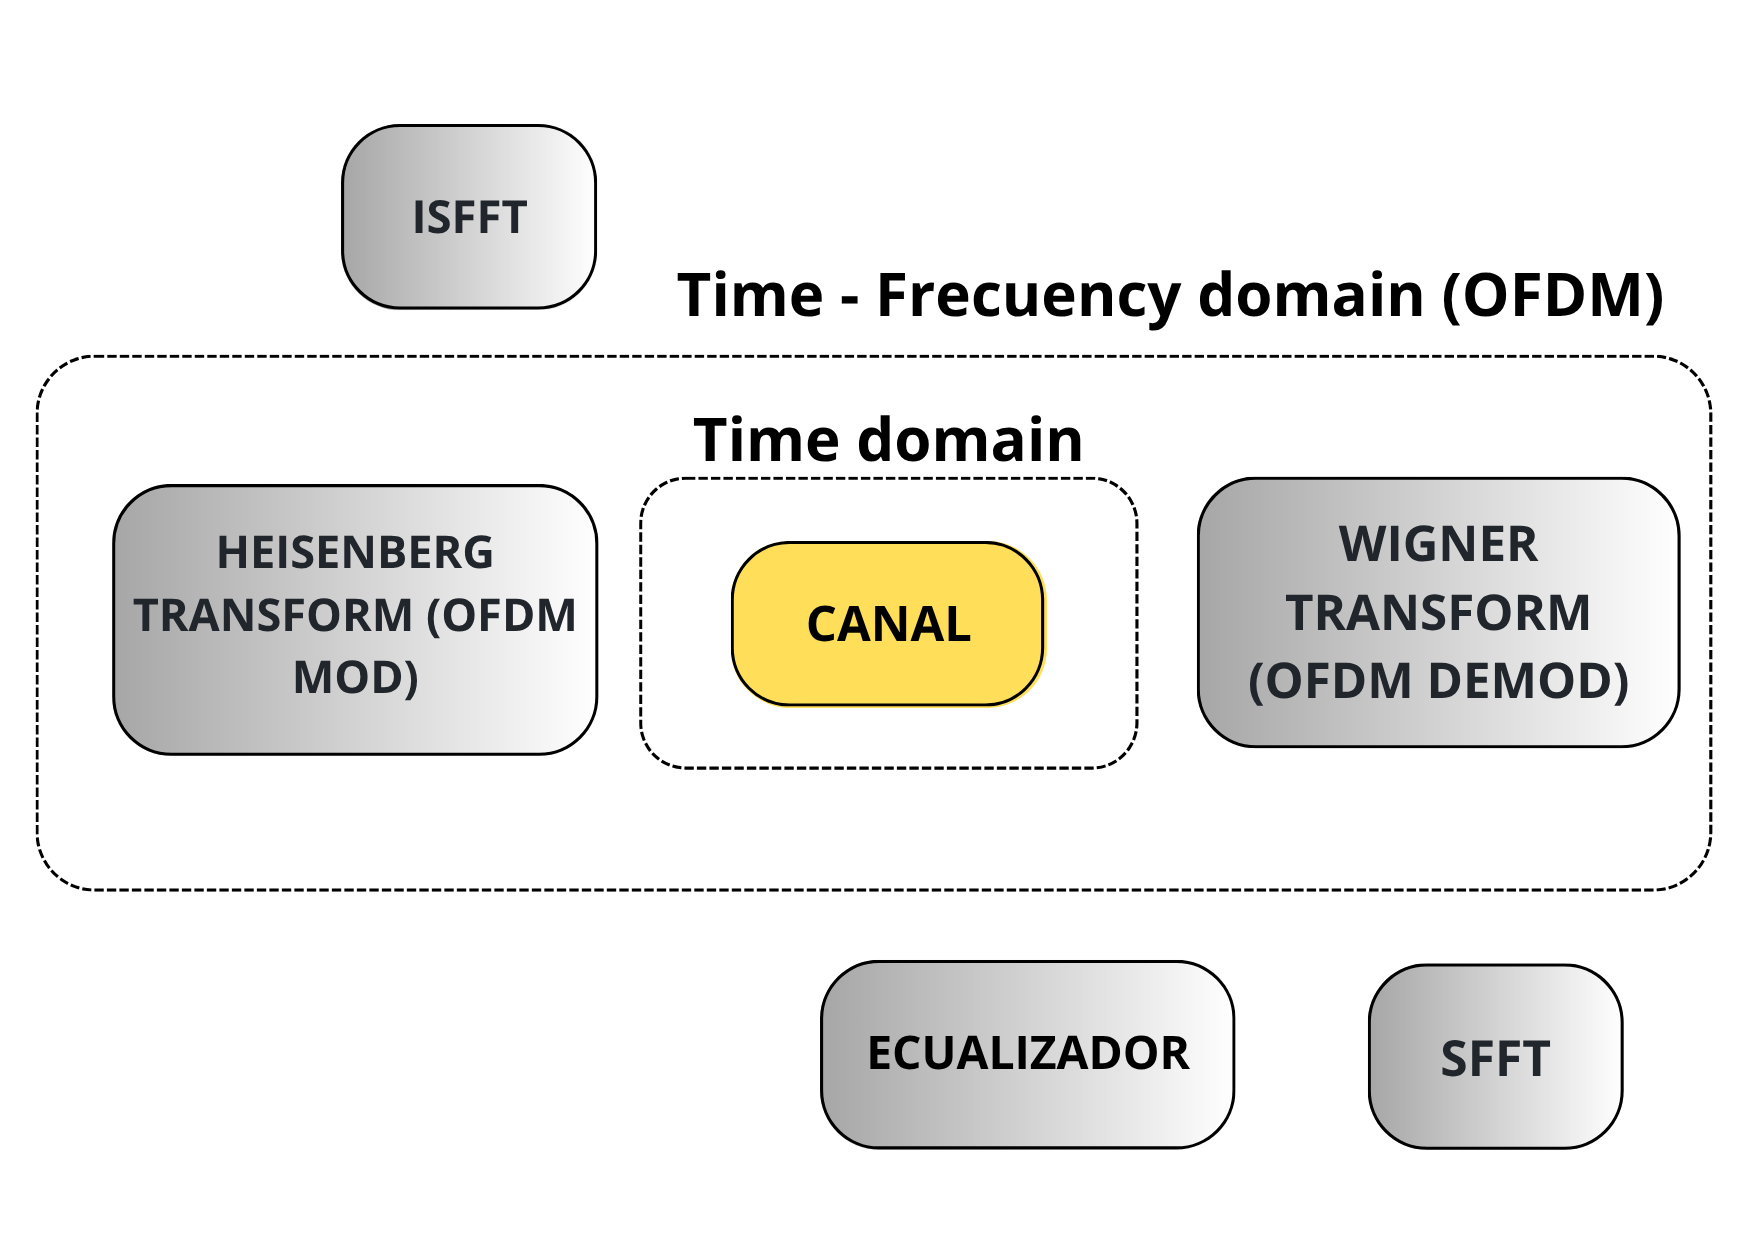 ISFFT
Time - Frecuency domain (OFDM)
Time domain
HEISENBERG
TRANSFORM (OFDM
MOD)
CANAL
WIGNER
TRANSFORM
(OFDM DEMOD)
ECUALIZADOR
SFFT